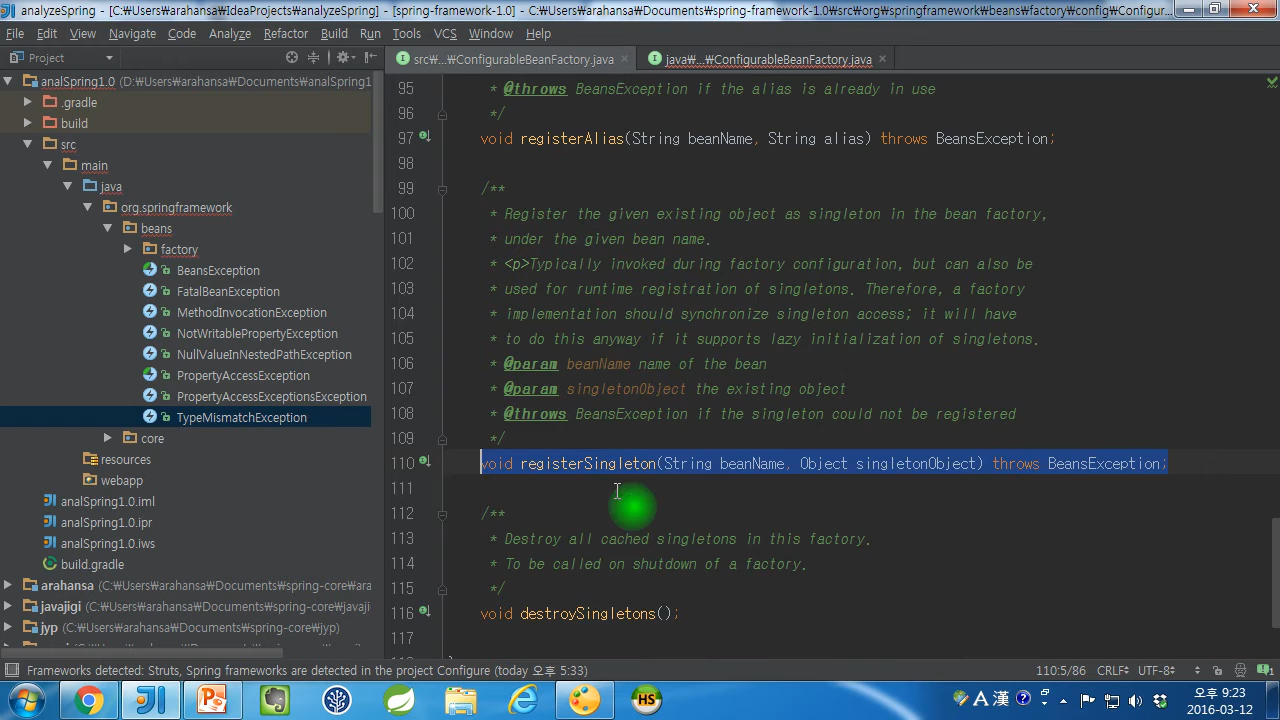 analyzeSpring - [C:₩Users₩arahansa₩IdeaProjects₩analyzeSpring] - [spring-framework-1.0] - C:₩Users₩arahansa₩Documents₩spring-framework-1.0₩src₩org₩springframework₩beans₩factory₩config₩Configur...
File Edit View Navigate Code Analyze Refactor Build Run Tools VCS Window Help
Project
src₩...₩ConfigurableBeanFactory.java
java₩...₩ConfigurableBeanFactory.java
analSpring1.0 (D:₩Users₩arahansa₩Documents₩analSpring1
.gradle
build
src
main
java
org.springframework
beans
factory
BeansException
FatalBeanException
MethodInvocationException
NotWritablePropertyException
NullValueInNestedPathException
PropertyAccessException
PropertyAccessExceptionsException
TypeMismatchException
core
resources
webapp
analSpring1.0.iml
analSpring1.0.ipr
analSpring1.0.iws
build.gradle
arahansa (C:₩Users₩arahansa₩Documents₩spring-core₩ara
javajigi (C:₩Users₩arahansa₩Documents₩spring-core₩javaji
jyp (C:₩Users₩arahansa₩Documents₩spring-core₩jyp)
95 * @throws BeansException if the alias is already in use
96 */
97 void registerAlias(String beanName, String alias) throws BeansException;
98
99 /**
100 * Register the given existing object as singleton in the bean factory,
101 * under the given bean name.
102 * <p>Typically invoked during factory configuration, but can also be
103 * used for runtime registration of singletons. Therefore, a factory
104 * implementation should synchronize singleton access; it will have
105 * to do this anyway if it supports lazy initialization of singletons.
106 * @param beanName name of the bean
107 * @param singletonObject the existing object
108 * @throws BeansException if the singleton could not be registered
109 */
110 void registerSingleton(String beanName, Object singletonObject) throws BeansException;
111
112 /**
113 * Destroy all cached singletons in this factory.
114 * To be called on shutdown of a factory.
115 */
116 void destroySingletons();
117
Frameworks detected: Struts, Spring frameworks are detected in the project Configure (today 오후 5:33)
110:5/86 CRLF UTF-8
A 漢
오후 9:23
2016-03-12
HS